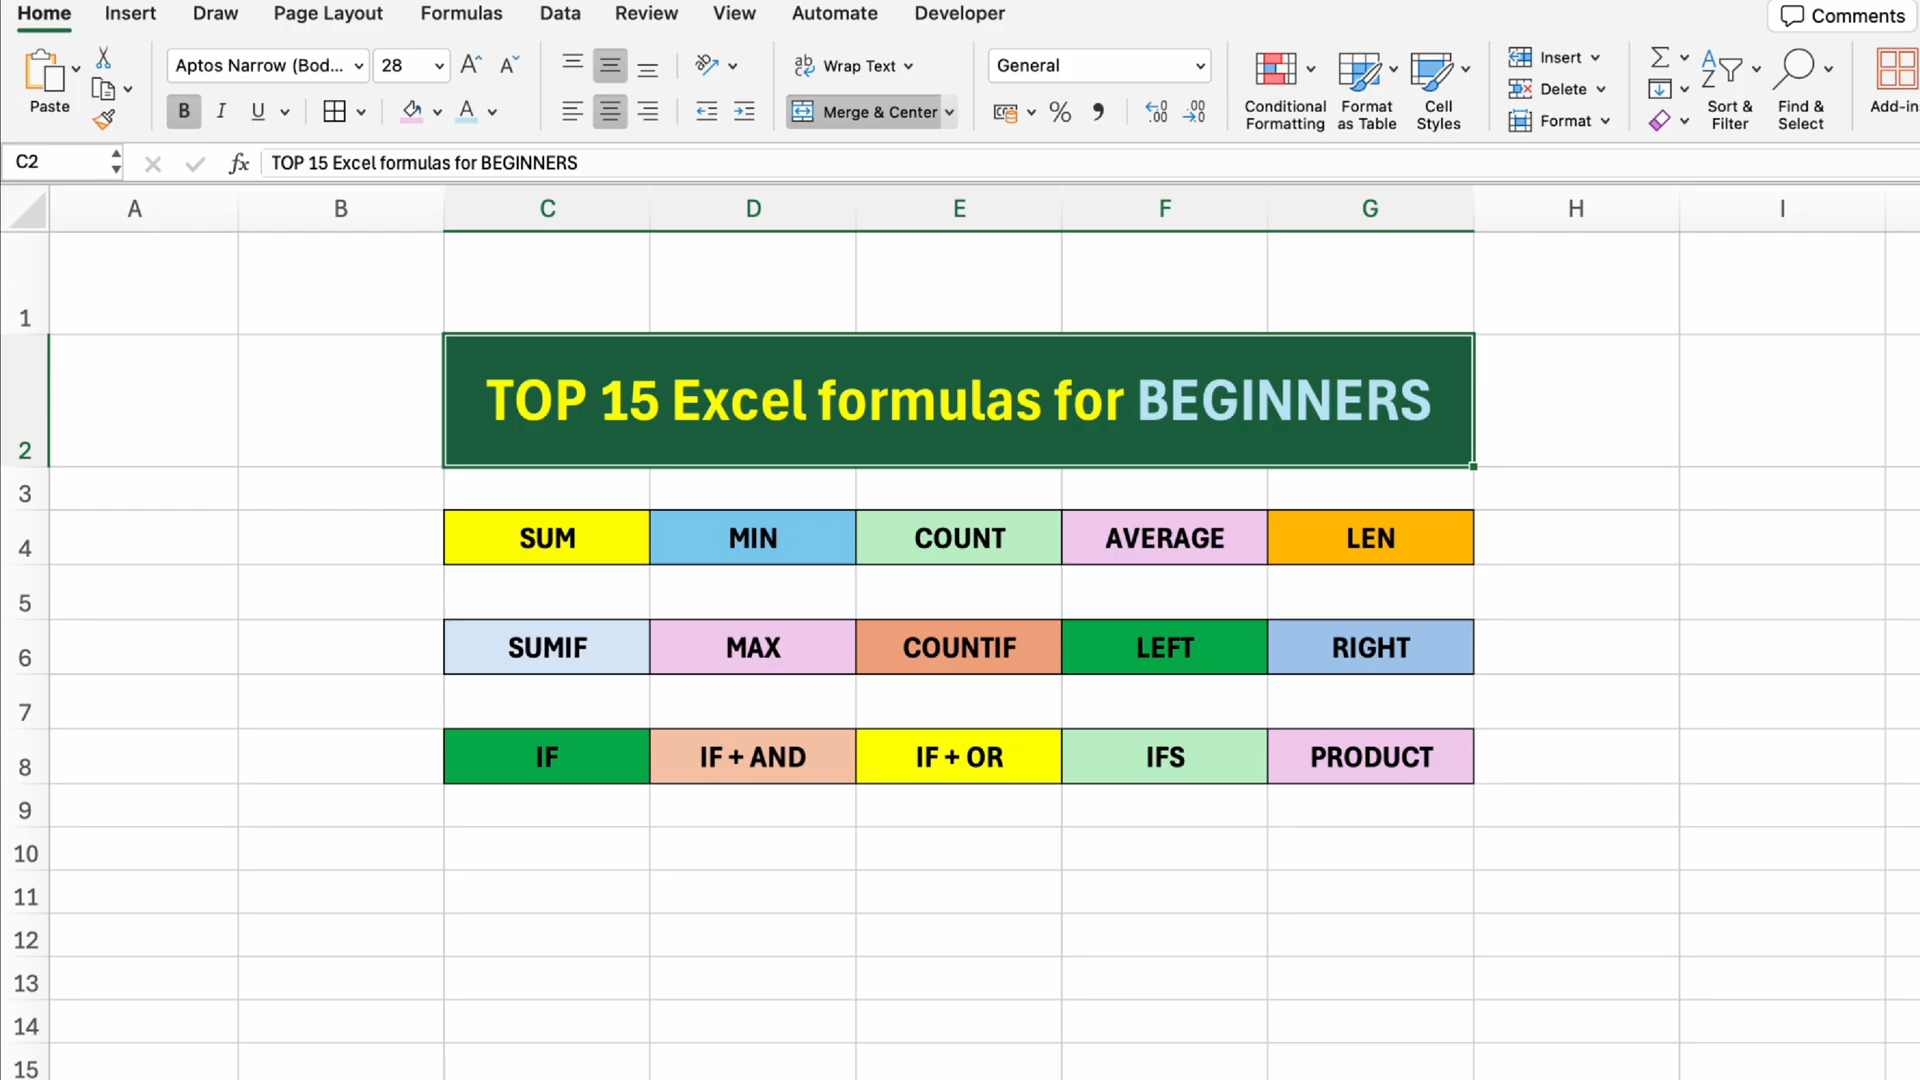 Home Insert Draw Page Layout Formulas Data Review View Automate Developer Comments
Paste Aptos Narrow (Bod... 28 Wrap Text General Insert
B I U A Merge & Center % Conditional Formatting Format as Table Cell Styles Delete Format Sort & Filter Find & Select Add-in
C2 fx TOP 15 Excel formulas for BEGINNERS
A B C D E F G H I
1
TOP 15 Excel formulas for BEGINNERS
2
3
4 SUM MIN COUNT AVERAGE LEN
5
6 SUMIF MAX COUNTIF LEFT RIGHT
7
8 IF IF + AND IF + OR IFS PRODUCT
9
10
11
12
13
14
15